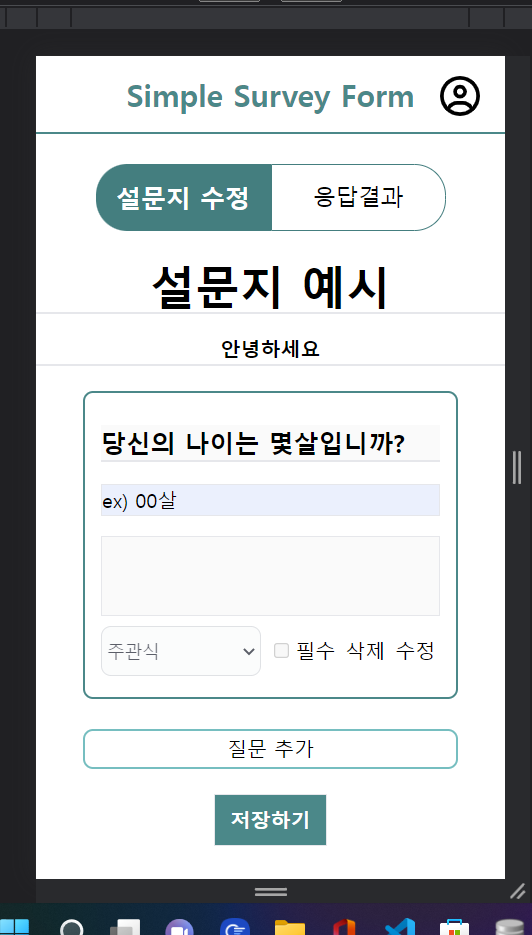 Simple Survey Form
설문지 수정 응답결과
설문지 예시
안녕하세요
당신의 나이는 몇살입니까?
ex) 00살
주관식 필수 삭제 수정
질문 추가
저장하기